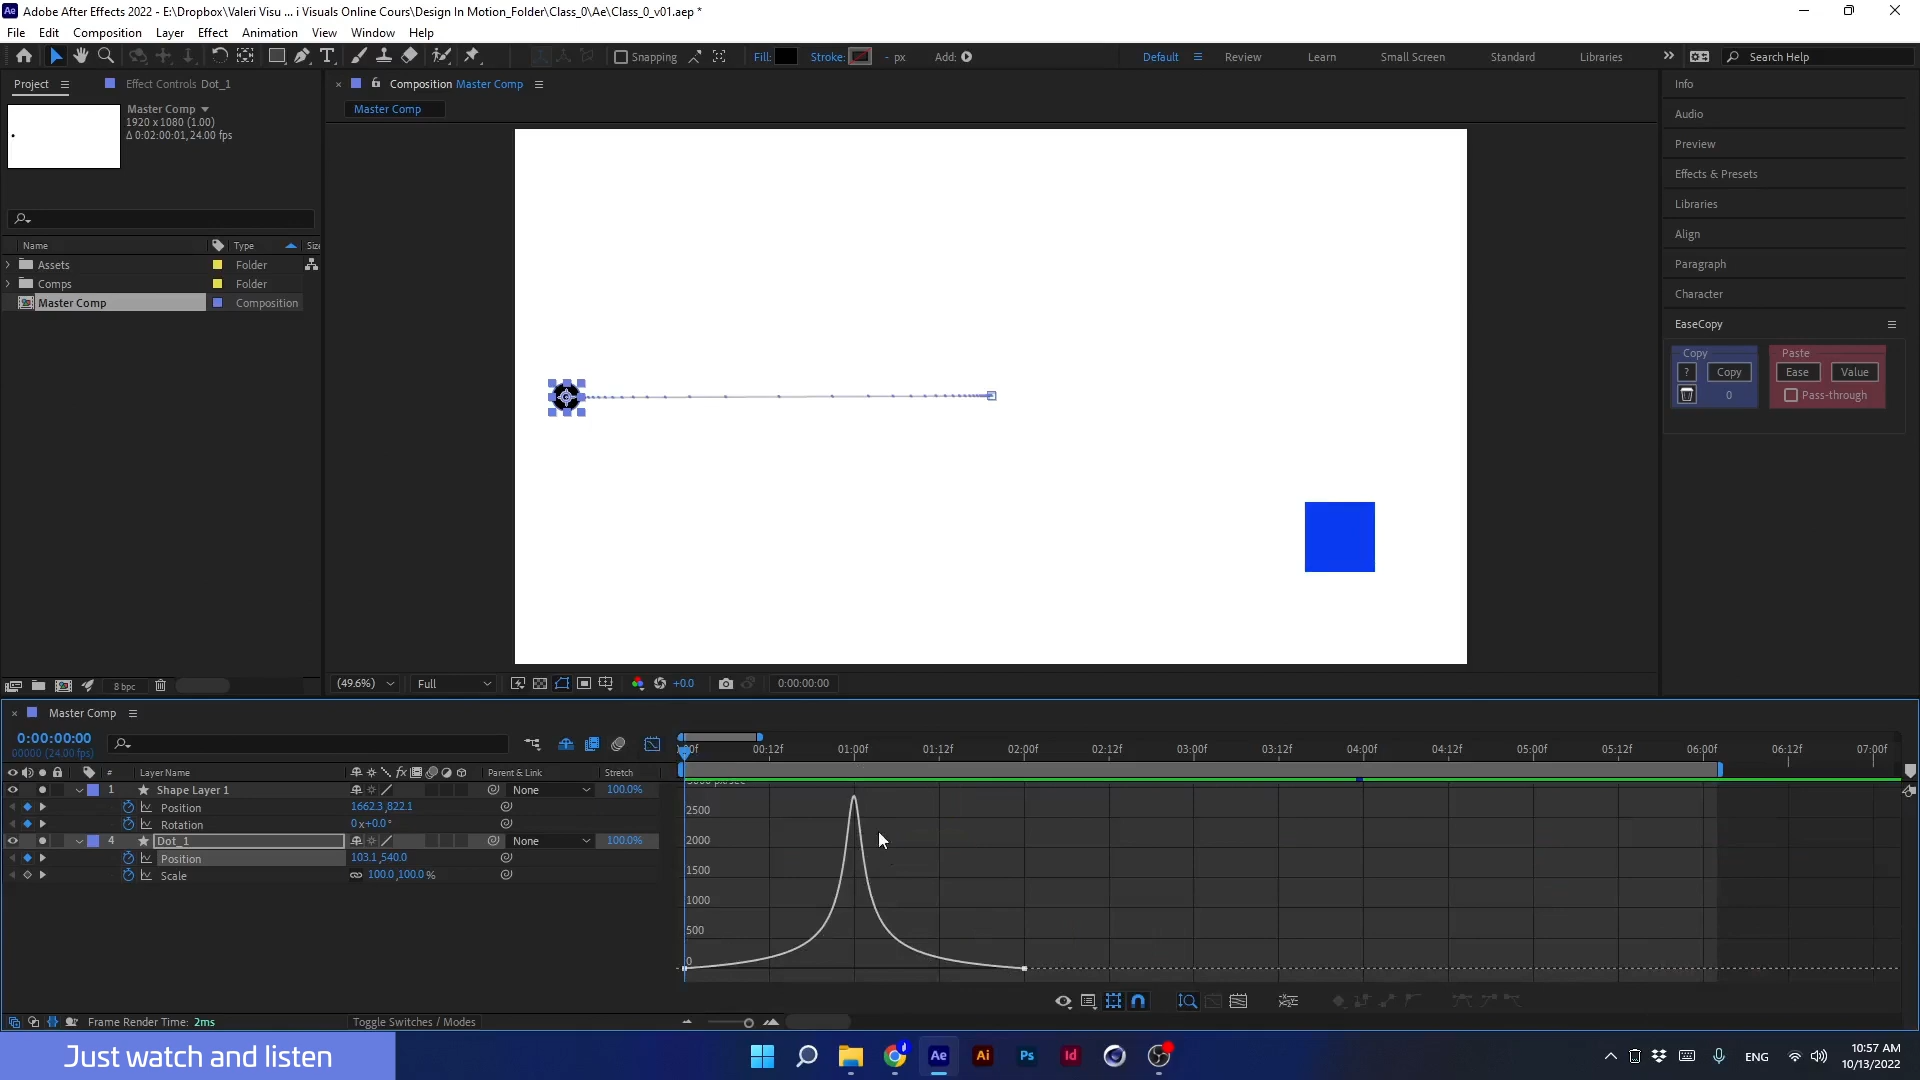 Adobe After Effects 2022 - E:\Dropbox\Valeri Visu ... i Visuals Online Cours\Design In Motion_Folder\Class_0\Ae\Class_0_v01.aep *
File Edit Composition Layer Effect Animation View Window Help
Snapping Fill: Stroke: - px Add: Default Review Learn Small Screen Standard Libraries Search Help
Project Effect Controls Dot_1
Master Comp
1920 x 1080 (1.00)
Δ 0:02:00:01, 24.00 fps
Name Type Size
Assets Folder
Comps Folder
Master Comp Composition
8 bpc
Composition Master Comp
Master Comp
(49.6%) Full +0.0 0:00:00:00
Info
Audio
Preview
Effects & Presets
Libraries
Align
Paragraph
Character
EaseCopy
Copy Paste
? Copy Ease Value
0 Pass-through
Master Comp
0:00:00:00
00000 (24.00 fps)
# Layer Name Parent & Link Stretch
1 Shape Layer 1 None 100.0%
Position 1662.3,822.1
Rotation 0x+0.0°
4 Dot_1 None 100.0%
Position 103.1,540.0
Scale 100.0,100.0%
00:12f 01:00f 01:12f 02:00f 02:12f 03:00f 03:12f 04:00f 04:12f 05:00f 05:12f 06:00f 06:12f 07:00f
2500
2000
1500
1000
500
0
Frame Render Time: 2ms Toggle Switches / Modes
Just watch and listen
Ae Ai Ps Id
ENG 10:57 AM
10/13/2022